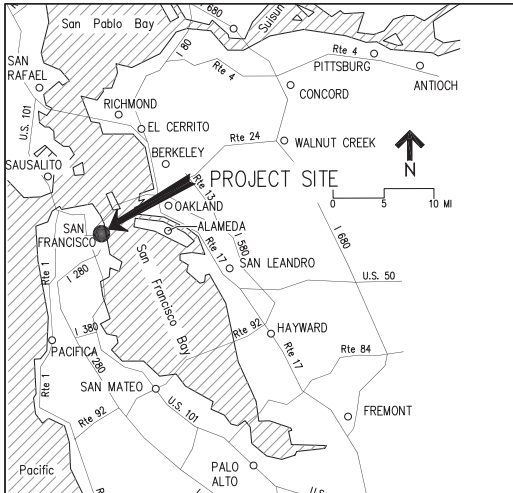 San Pablo Bay
680
Suisun
SAN
RAFAEL
80
Rte 4
Rte 4
PITTSBURG
ANTIOCH
CONCORD
U.S. 101
RICHMOND
EL CERRITO
Rte 24
WALNUT CREEK
SAUSALITO
BERKELEY
Rte 13
PROJECT SITE
N
0 5 10 MI
OAKLAND
ALAMEDA
SAN
FRANCISCO
Rte 1
I 280
San Francisco Bay
Rte 17
I 580
I 680
SAN LEANDRO
U.S. 50
I 380
Rte 92
HAYWARD
PACIFICA
280
Rte 84
Rte 17
SAN MATEO
Rte 1
Rte 92
U.S. 101
FREMONT
Pacific
PALO
ALTO
U.S.